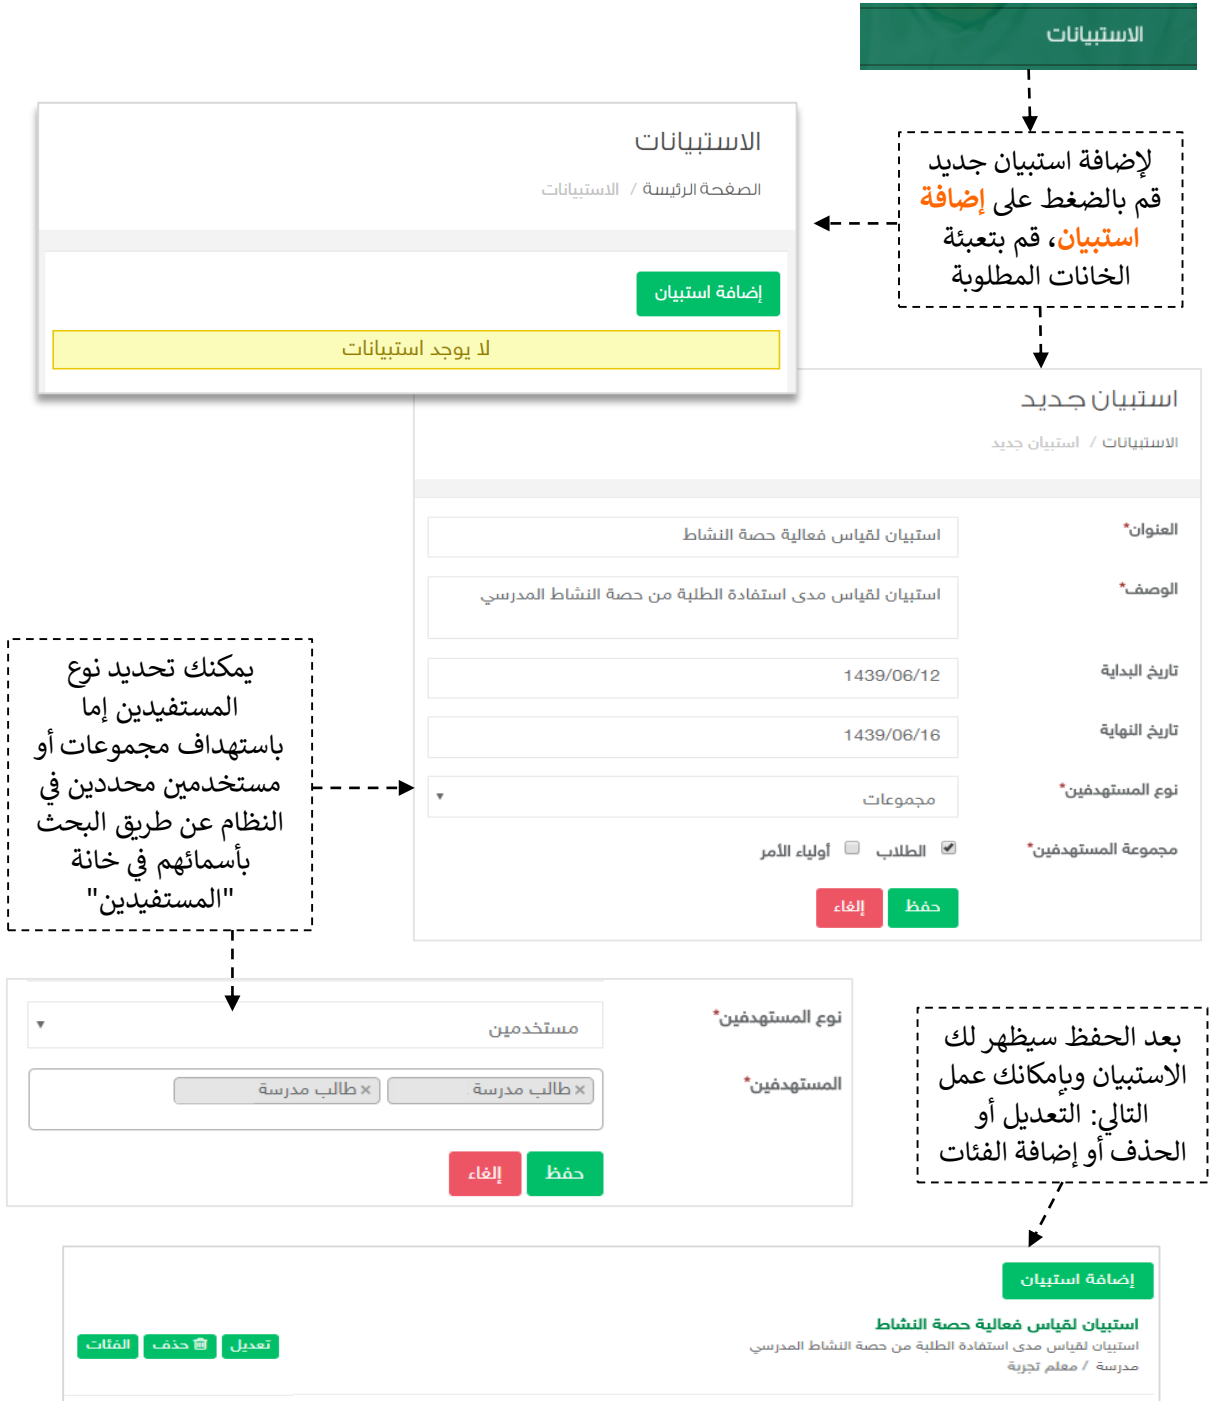 الاستبيانات
لإضافة استبيان جديد
قم بالضغط على إضافة
استبيان، قم بتعبئة
الخانات المطلوبة
الاستبيانات
الصفحة الرئيسة / الاستبيانات
إضافة استبيان
لا يوجد استبيانات
استبيان جديد
الاستبيانات / استبيان جديد
العنوان*
استبيان لقياس فعالية حصة النشاط
الوصف*
استبيان لقياس مدى استفادة الطلبة من حصة النشاط المدرسي
تاريخ البداية
1439/06/12
تاريخ النهاية
1439/06/16
نوع المستهدفين*
مجموعات
مجموعة المستهدفين*
الطلاب أولياء الأمر
حفظ إلغاء
يمكنك تحديد نوع
المستفيدين إما
باستهداف مجموعات أو
مستخدمين محددين في
النظام عن طريق البحث
بأسمائهم في خانة
"المستفيدين"
نوع المستهدفين*
مستخدمين
المستهدفين*
× طالب مدرسة × طالب مدرسة
حفظ إلغاء
بعد الحفظ سيظهر لك
الاستبيان وبإمكانك عمل
التالي: التعديل أو
الحذف أو إضافة الفئات
إضافة استبيان
استبيان لقياس فعالية حصة النشاط
استبيان لقياس مدى استفادة الطلبة من حصة النشاط المدرسي
مدرسة / معلم تجربة
تعديل حذف الفئات